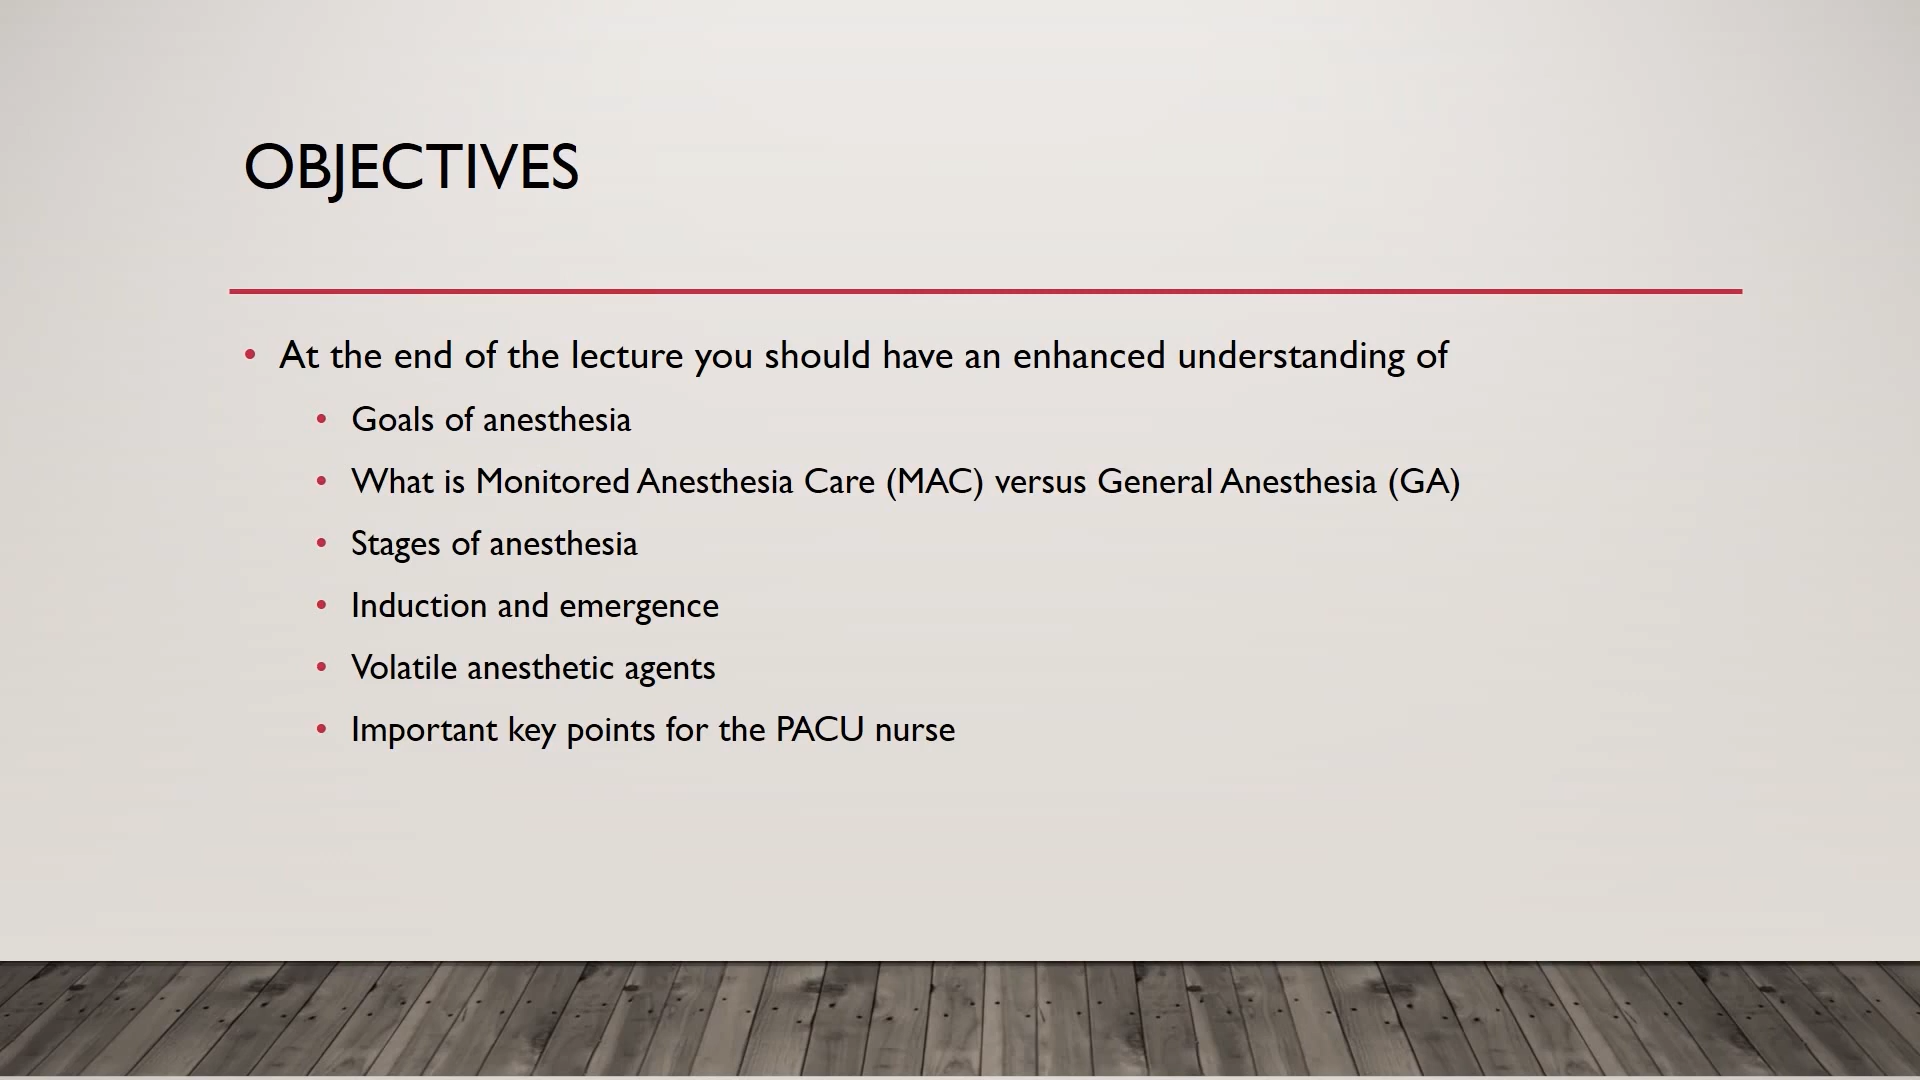 OBJECTIVES
• At the end of the lecture you should have an enhanced understanding of
• Goals of anesthesia
• What is Monitored Anesthesia Care (MAC) versus General Anesthesia (GA)
• Stages of anesthesia
• Induction and emergence
• Volatile anesthetic agents
• Important key points for the PACU nurse